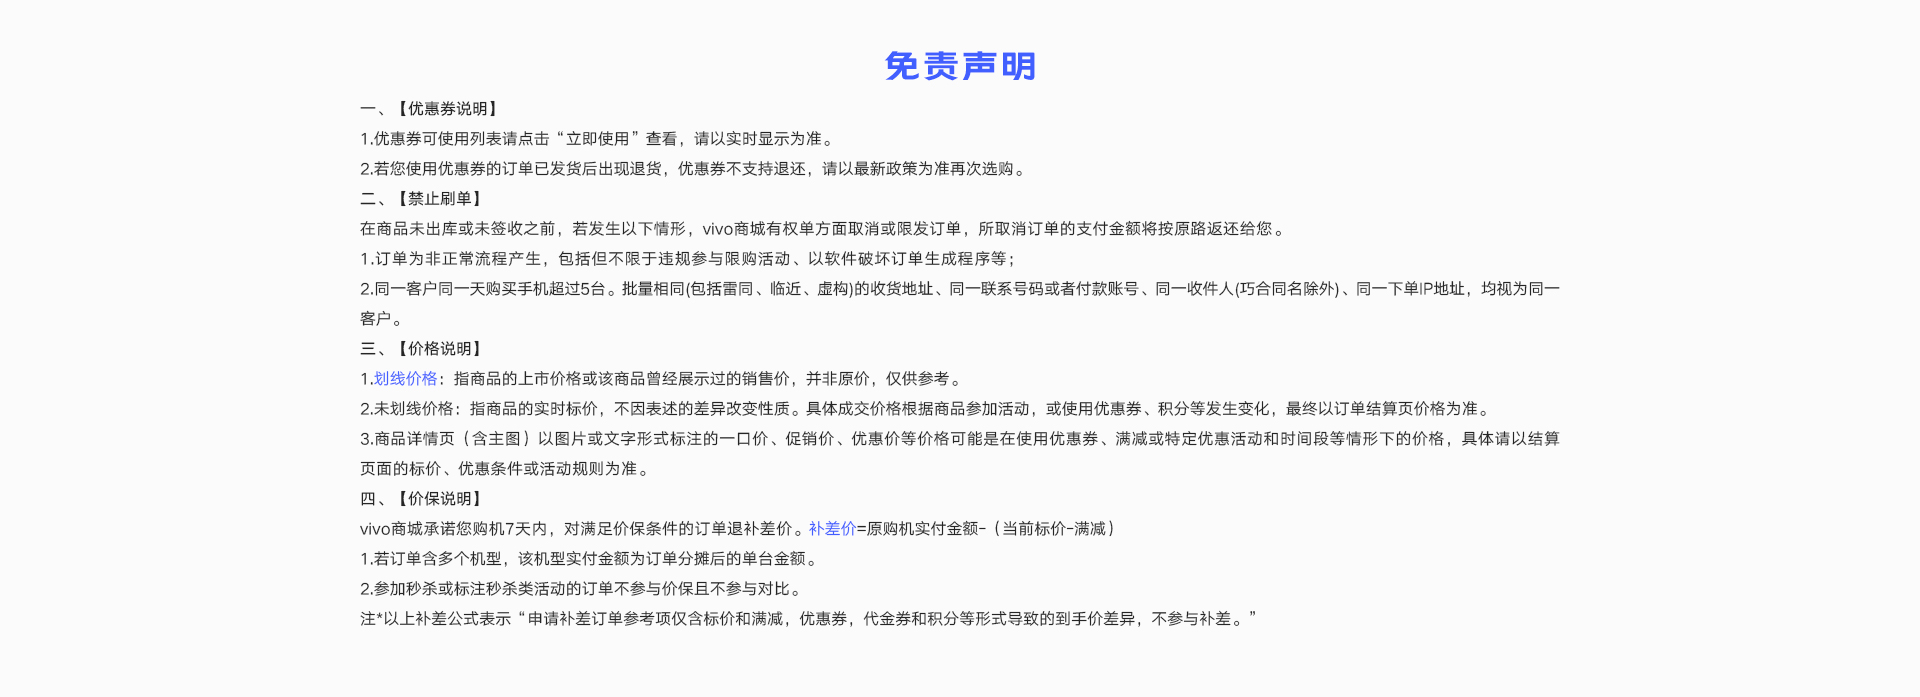 免责声明
一、【优惠券说明】
1.优惠券可使用列表请点击“立即使用”查看，请以实时显示为准。
2.若您使用优惠券的订单已发货后出现退货，优惠券不支持退还，请以最新政策为准再次选购。
二、【禁止刷单】
在商品未出库或未签收之前，若发生以下情形，vivo商城有权单方面取消或限发订单，所取消订单的支付金额将按原路返还给您。
1.订单为非正常流程产生，包括但不限于违规参与限购活动、以软件破坏订单生成程序等；
2.同一客户同一天购买手机超过5台。批量相同(包括雷同、临近、虚构)的收货地址、同一联系号码或者付款账号、同一收件人(巧合同名除外)、同一下单IP地址，均视为同一
客户。
三、【价格说明】
1.划线价格：指商品的上市价格或该商品曾经展示过的销售价，并非原价，仅供参考。
2.未划线价格：指商品的实时标价，不因表述的差异改变性质。具体成交价格根据商品参加活动，或使用优惠券、积分等发生变化，最终以订单结算页价格为准。
3.商品详情页（含主图）以图片或文字形式标注的一口价、促销价、优惠价等价格可能是在使用优惠券、满减或特定优惠活动和时间段等情形下的价格，具体请以结算
页面的标价、优惠条件或活动规则为准。
四、【价保说明】
vivo商城承诺您购机7天内，对满足价保条件的订单退补差价。补差价=原购机实付金额-（当前标价-满减）
1.若订单含多个机型，该机型实付金额为订单分摊后的单台金额。
2.参加秒杀或标注秒杀类活动的订单不参与价保且不参与对比。
注*以上补差公式表示“申请补差订单参考项仅含标价和满减，优惠券，代金券和积分等形式导致的到手价差异，不参与补差。”